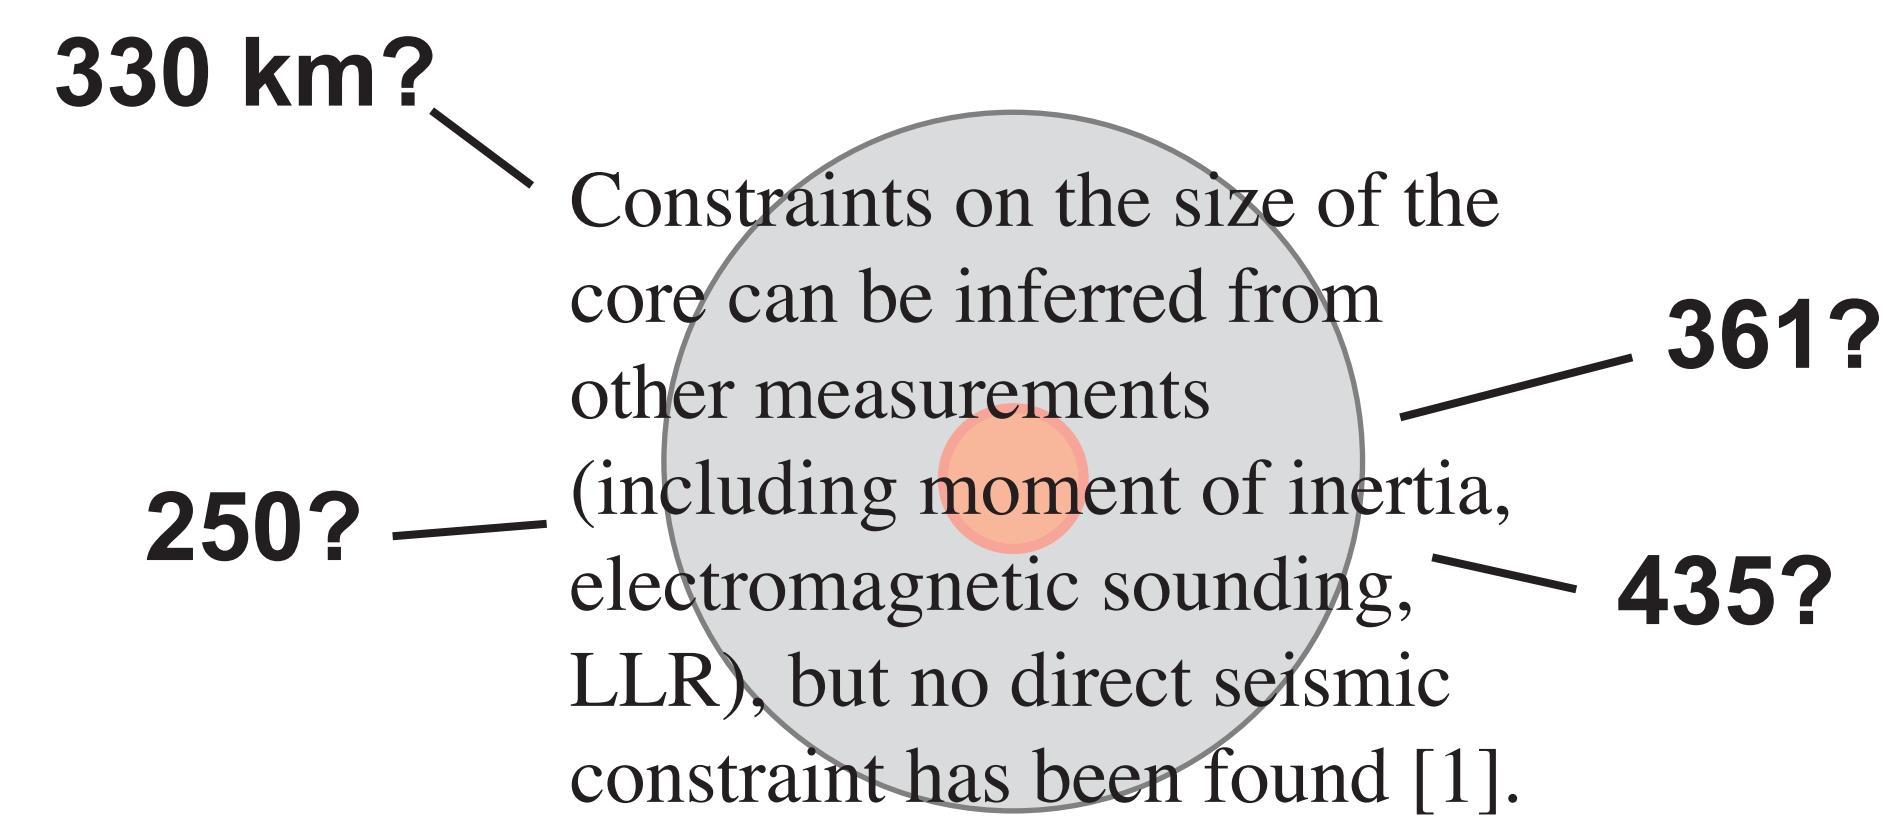 330 km?
Constraints on the size of the
core can be inferred from
361?
other measurements
(including moment of inertia,
250?
electromagnetic sounding,
435?
LLR), but no direct seismic
constraint has been found [1].